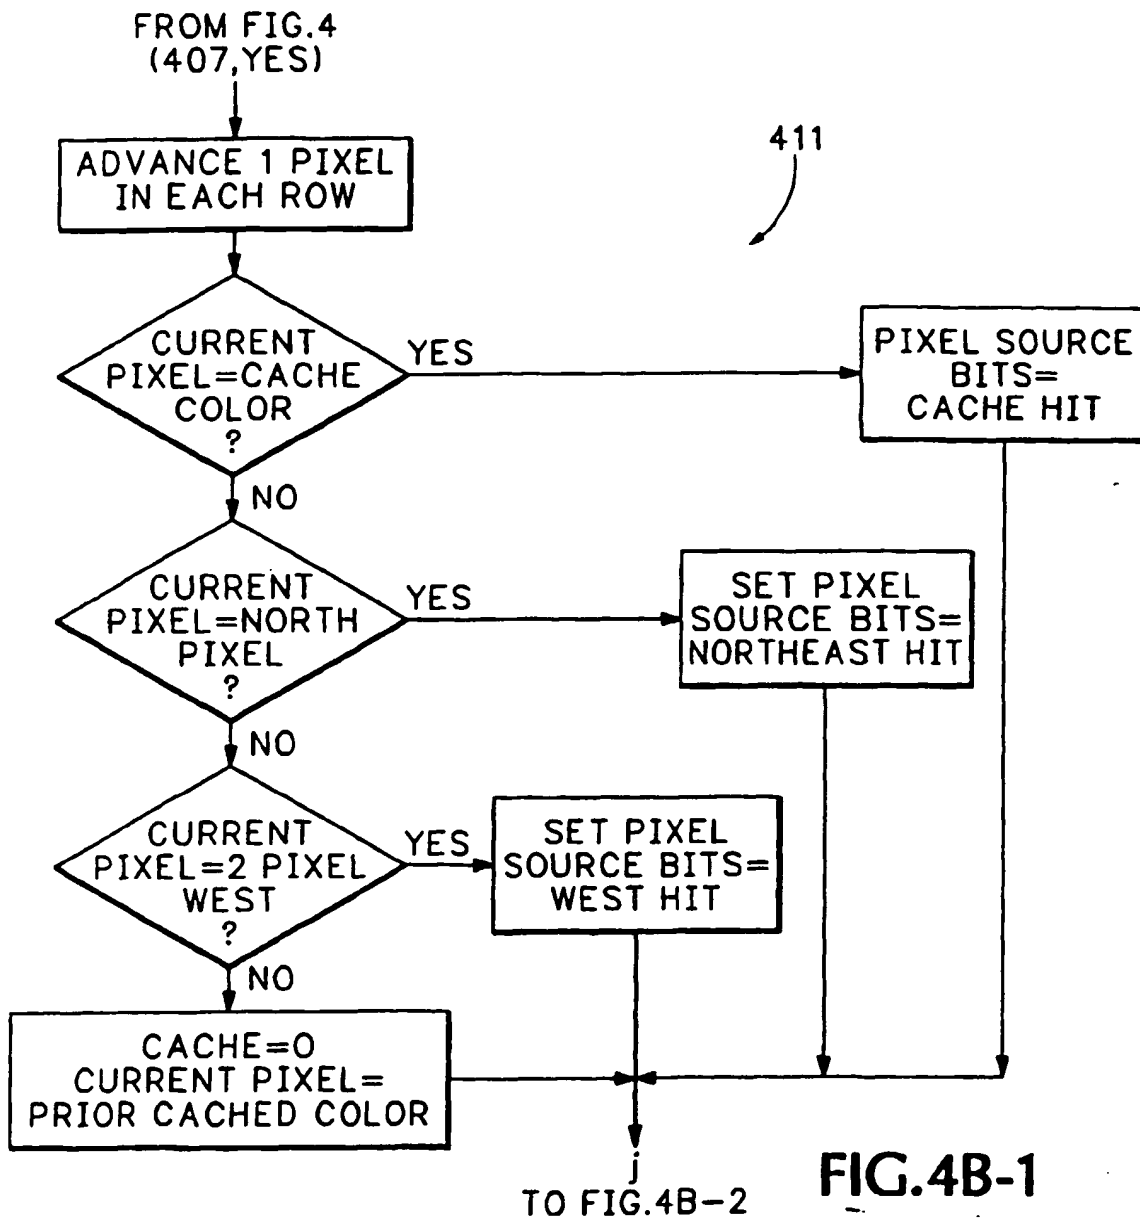 FROM FIG.4
(407,YES)
ADVANCE 1 PIXEL
IN EACH ROW
411
CURRENT
PIXEL=CACHE
COLOR
?
YES
PIXEL SOURCE
BITS=
CACHE HIT
NO
CURRENT
PIXEL=NORTH
PIXEL
?
YES
SET PIXEL
SOURCE BITS=
NORTHEAST HIT
NO
CURRENT
PIXEL=2 PIXEL
WEST
?
YES
SET PIXEL
SOURCE BITS=
WEST HIT
NO
CACHE=0
CURRENT PIXEL=
PRIOR CACHED COLOR
j
TO FIG.4B-2
FIG.4B-1